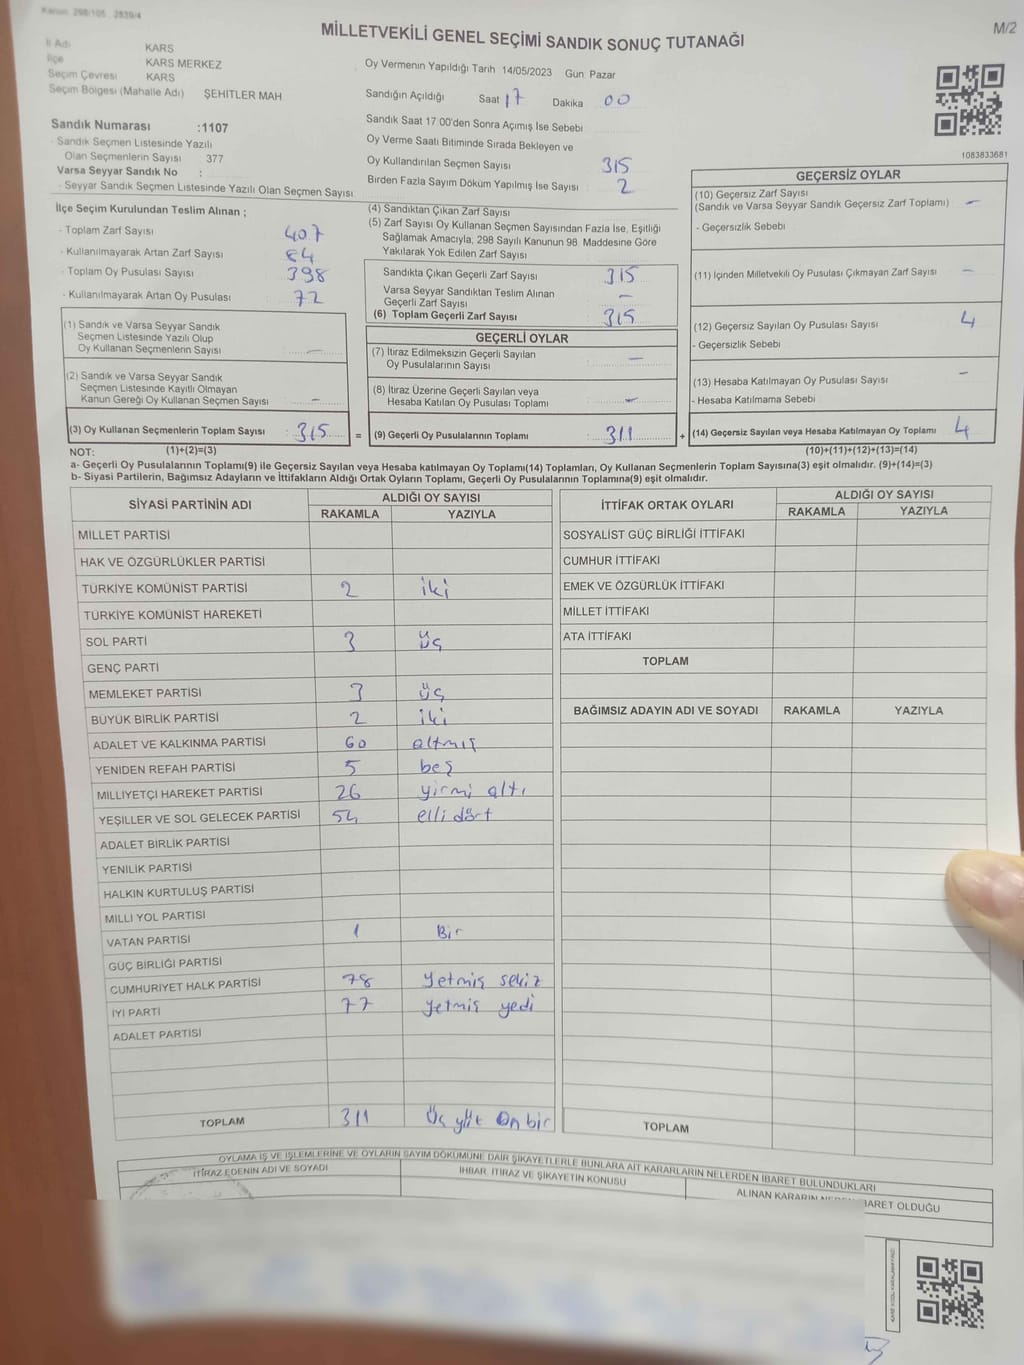 Kanun: 298/105 . 2839/4
MİLLETVEKİLİ GENEL SEÇİMİ SANDIK SONUÇ TUTANAĞI
M/2
İl Adı KARS
İlçe KARS MERKEZ
Seçim Çevresi KARS
Seçim Bölgesi (Mahalle Adı) ŞEHİTLER MAH
Sandık Numarası :1107
- Sandık Seçmen Listesinde Yazılı
Olan Seçmenlerin Sayısı 377
Varsa Seyyar Sandık No :
- Seyyar Sandık Seçmen Listesinde Yazılı Olan Seçmen Sayısı:
Oy Vermenin Yapıldığı Tarih 14/05/2023 Gün: Pazar
Sandığın Açıldığı Saat 17 Dakika 00
Sandık Saat 17 00'den Sonra Açımış İse Sebebi
Oy Verme Saati Bitiminde Sırada Bekleyen ve
Oy Kullandırılan Seçmen Sayısı 315
Birden Fazla Sayım Döküm Yapılmış İse Sayısı 2
1083833681
İlçe Seçim Kurulundan Teslim Alınan ;
- Toplam Zarf Sayısı 407
- Kullanılmayarak Artan Zarf Sayısı 84
- Toplam Oy Pusulası Sayısı 398
- Kullanılmayarak Artan Oy Pusulası 72
(4) Sandıktan Çıkan Zarf Sayısı
(5) Zarf Sayısı Oy Kullanan Seçmen Sayısından Fazla İse, Eşitliği
Sağlamak Amacıyla; 298 Sayılı Kanunun 98 Maddesine Göre
Yakılarak Yok Edilen Zarf Sayısı
Sandıkta Çıkan Geçerli Zarf Sayısı 315
Varsa Seyyar Sandıktan Teslim Alınan
Geçerli Zarf Sayısı –
(6) Toplam Geçerli Zarf Sayısı 315
GEÇERSİZ OYLAR
(10) Geçersiz Zarf Sayısı
(Sandık ve Varsa Seyyar Sandık Geçersiz Zarf Toplamı) –
- Geçersizlik Sebebi
(11) İçinden Milletvekili Oy Pusulası Çıkmayan Zarf Sayısı –
(12) Geçersiz Sayılan Oy Pusulası Sayısı 4
- Geçersizlik Sebebi
(13) Hesaba Katılmayan Oy Pusulası Sayısı –
- Hesaba Katılmama Sebebi
(1) Sandık ve Varsa Seyyar Sandık
Seçmen Listesinde Yazılı Olup
Oy Kullanan Seçmenlerin Sayısı –
(2) Sandık ve Varsa Seyyar Sandık
Seçmen Listesinde Kayıtlı Olmayan
Kanun Gereği Oy Kullanan Seçmen Sayısı –
GEÇERLİ OYLAR
(7) İtiraz Edilmeksizin Geçerli Sayılan
Oy Pusulalarının Sayısı –
(8) İtiraz Üzerine Geçerli Sayılan veya
Hesaba Katılan Oy Pusulası Toplamı –
(3) Oy Kullanan Seçmenlerin Toplam Sayısı : 315 = (9) Geçerli Oy Pusulalarının Toplamı : 311 + (14) Geçersiz Sayılan veya Hesaba Katılmayan Oy Toplamı 4
NOT: (1)+(2)=(3) (10)+(11)+(12)+(13)=(14)
a- Geçerli Oy Pusulalarının Toplamı(9) ile Geçersiz Sayılan veya Hesaba katılmayan Oy Toplamı(14) Toplamları, Oy Kullanan Seçmenlerin Toplam Sayısına(3) eşit olmalıdır. (9)+(14)=(3)
b- Siyasi Partilerin, Bağımsız Adayların ve İttifakların Aldığı Ortak Oyların Toplamı, Geçerli Oy Pusulalarının Toplamına(9) eşit olmalıdır.
SİYASİ PARTİNİN ADI ALDIĞI OY SAYISI
RAKAMLA YAZIYLA
MİLLET PARTİSİ
HAK VE ÖZGÜRLÜKLER PARTİSİ
TÜRKİYE KOMÜNİST PARTİSİ 2 iki
TÜRKİYE KOMÜNİST HAREKETİ
SOL PARTİ 3 üç
GENÇ PARTİ
MEMLEKET PARTİSİ 3 üç
BÜYÜK BİRLİK PARTİSİ 2 iki
ADALET VE KALKINMA PARTİSİ 60 altmış
YENİDEN REFAH PARTİSİ 5 beş
MİLLİYETÇİ HAREKET PARTİSİ 26 yirmi altı
YEŞİLLER VE SOL GELECEK PARTİSİ 54 elli dört
ADALET BİRLİK PARTİSİ
YENİLİK PARTİSİ
HALKIN KURTULUŞ PARTİSİ
MİLLİ YOL PARTİSİ
VATAN PARTİSİ 1 Bir
GÜÇ BİRLİĞİ PARTİSİ
CUMHURİYET HALK PARTİSİ 78 Yetmiş sekiz
İYİ PARTİ 77 Yetmiş yedi
ADALET PARTİSİ
TOPLAM 311 Üç yüz On bir
İTTİFAK ORTAK OYLARI ALDIĞI OY SAYISI
RAKAMLA YAZIYLA
SOSYALİST GÜÇ BİRLİĞİ İTTİFAKI
CUMHUR İTTİFAKI
EMEK VE ÖZGÜRLÜK İTTİFAKI
MİLLET İTTİFAKI
ATA İTTİFAKI
TOPLAM
BAĞIMSIZ ADAYIN ADI VE SOYADI RAKAMLA YAZIYLA
TOPLAM
OYLAMA İŞ VE İŞLEMLERİNE VE OYLARIN SAYIM DÖKÜMÜNE DAİR ŞİKAYETLERLE BUNLARA AİT KARARLARIN NELERDEN İBARET BULUNDUKLARI
İTİRAZ EDENİN ADI VE SOYADI
İHBAR, İTİRAZ VE ŞİKAYETİN KONUSU
ALINAN KARARIN
İBARET OLDUĞU